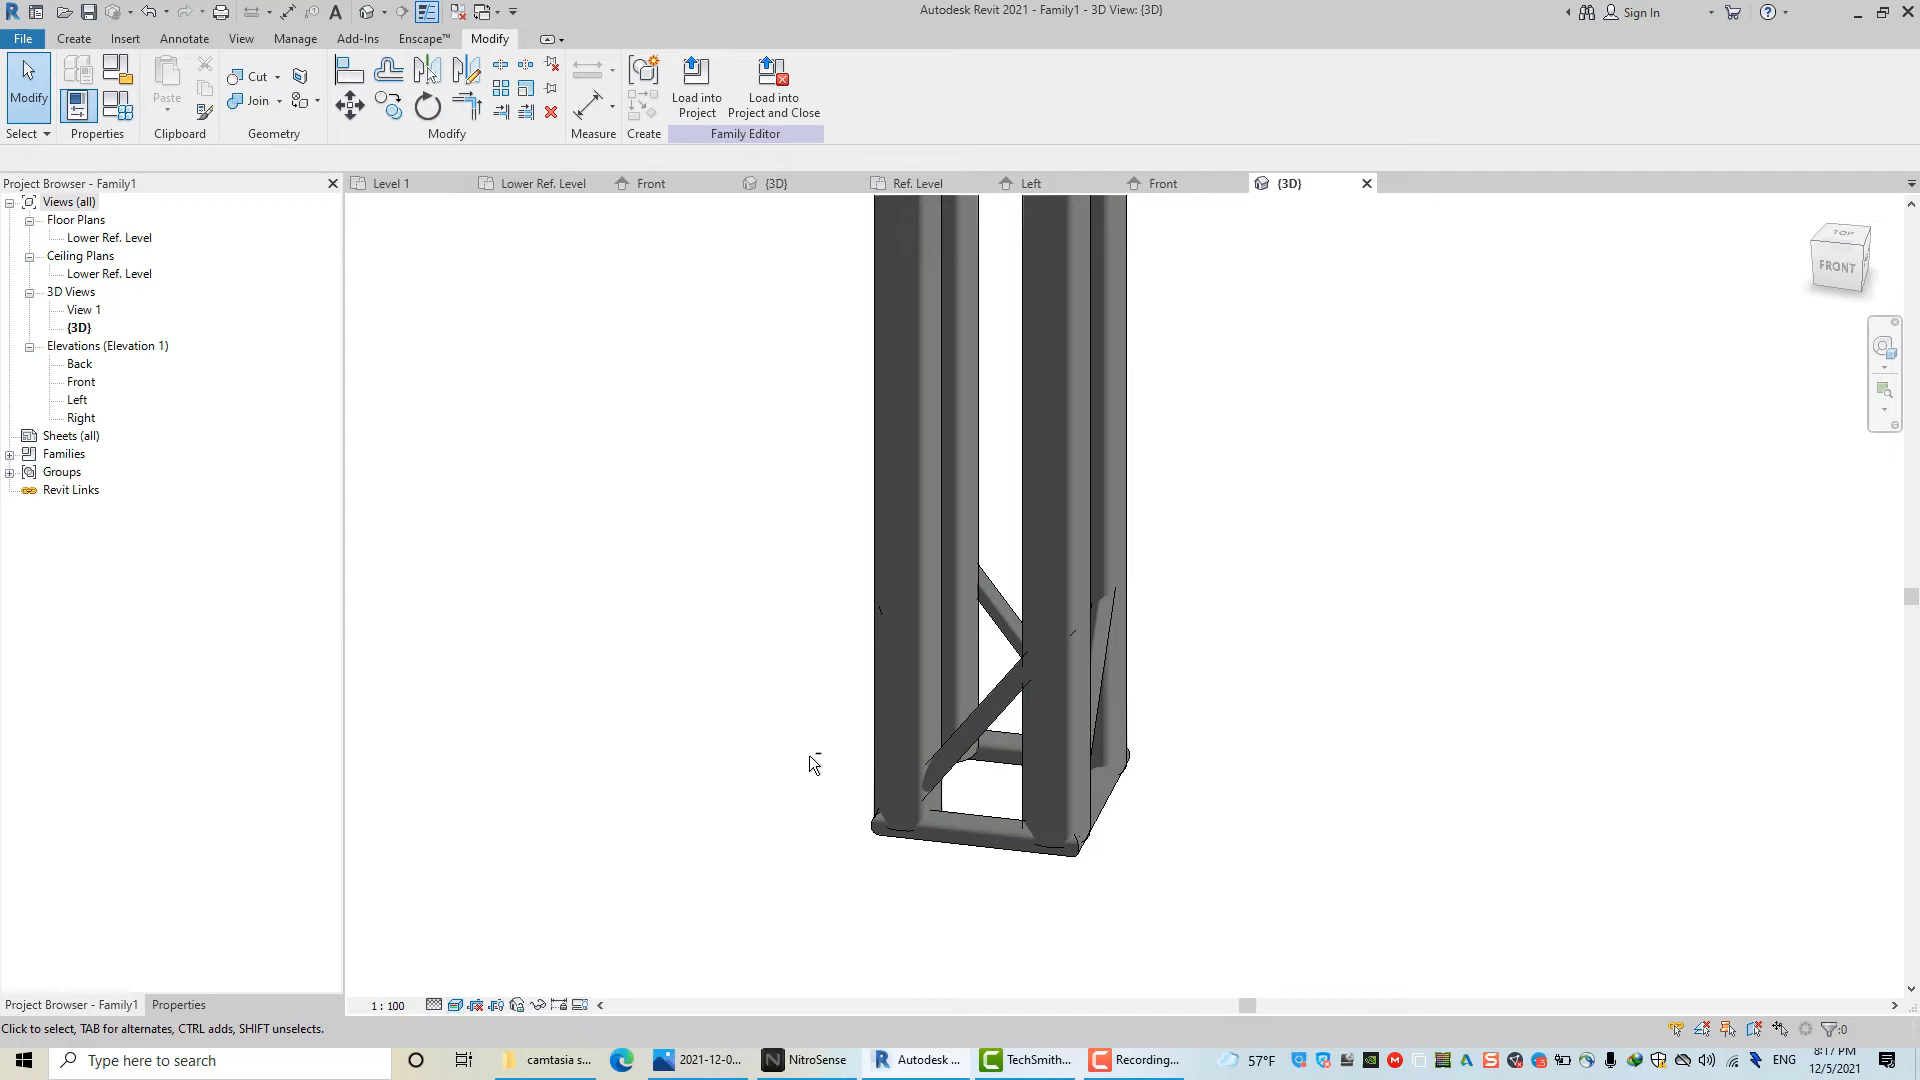 Autodesk Revit 2021 - Family1 - 3D View: {3D}
Sign In
File Create Insert Annotate View Manage Add-Ins Enscape™ Modify
Modify
Paste
Cut
Join
Load into Project
Load into Project and Close
Select Properties Clipboard Geometry Modify Measure Create Family Editor
Project Browser - Family1
Level 1 Lower Ref. Level Front {3D} Ref. Level Left Front {3D}
Views (all)
Floor Plans
Lower Ref. Level
Ceiling Plans
Lower Ref. Level
3D Views
View 1
{3D}
Elevations (Elevation 1)
Back
Front
Left
Right
Sheets (all)
Families
Groups
Revit Links
TOP
FRONT
Project Browser - Family1 Properties
1 : 100
Click to select, TAB for alternates, CTRL adds, SHIFT unselects.
:0
Type here to search
camtasia s...
2021-12-0...
NitroSense
Autodesk ...
TechSmith...
Recording...
57°F
ENG
8:17 PM
12/5/2021